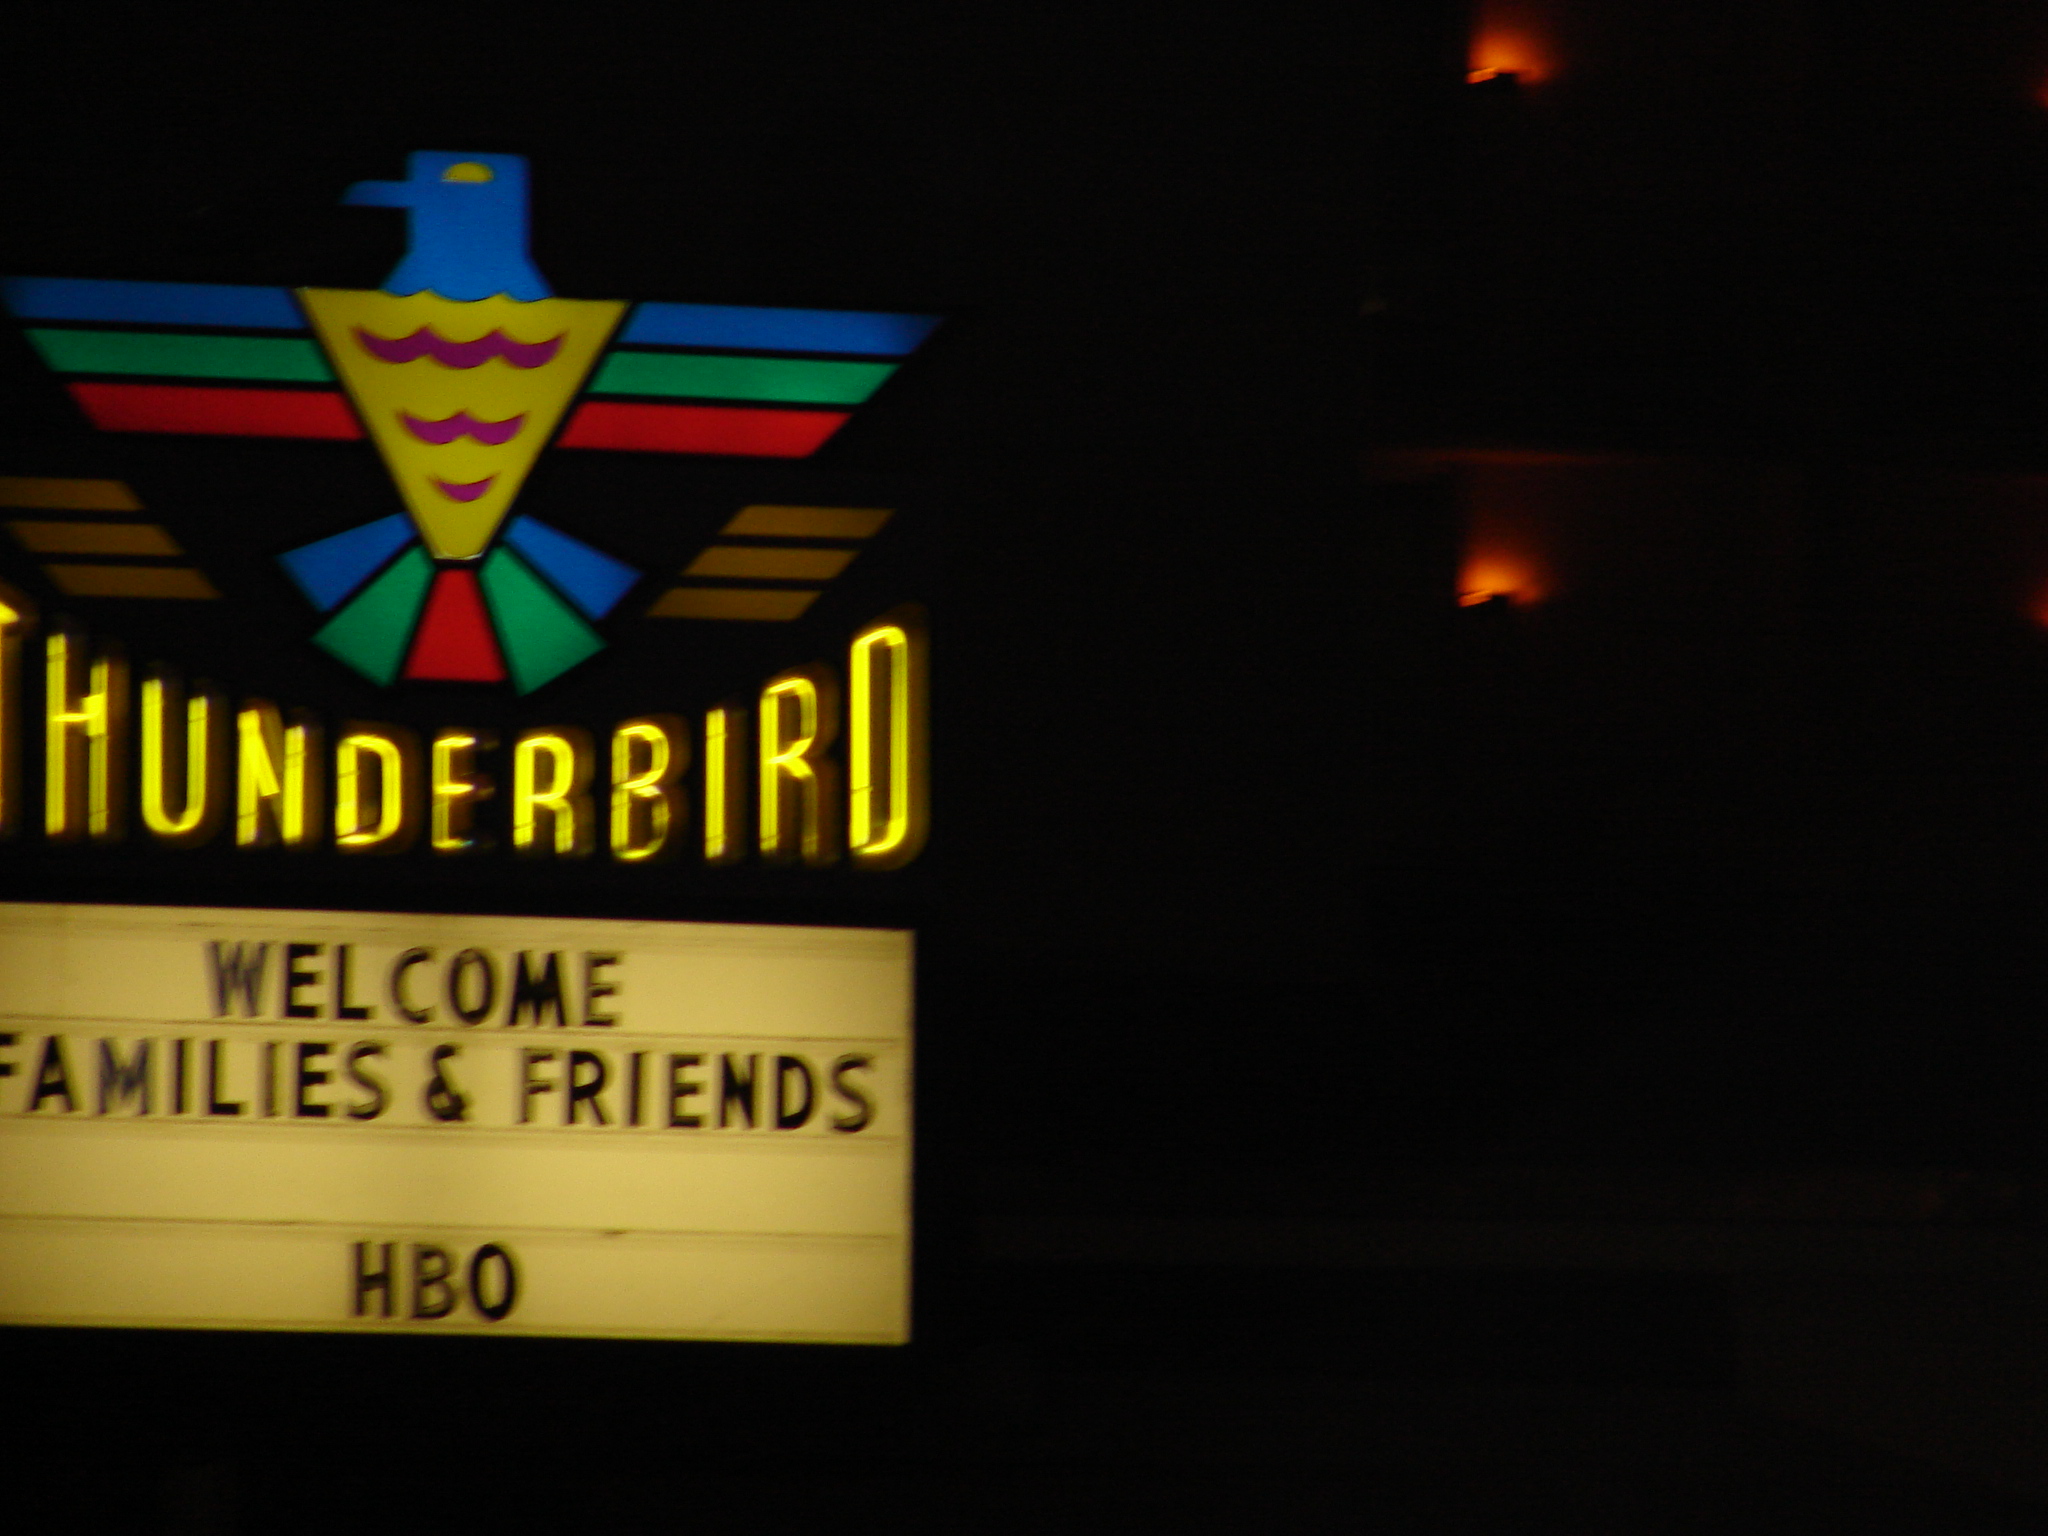 THUNDERBIRD
WELCOME
FAMILIES & FRIENDS
HBO